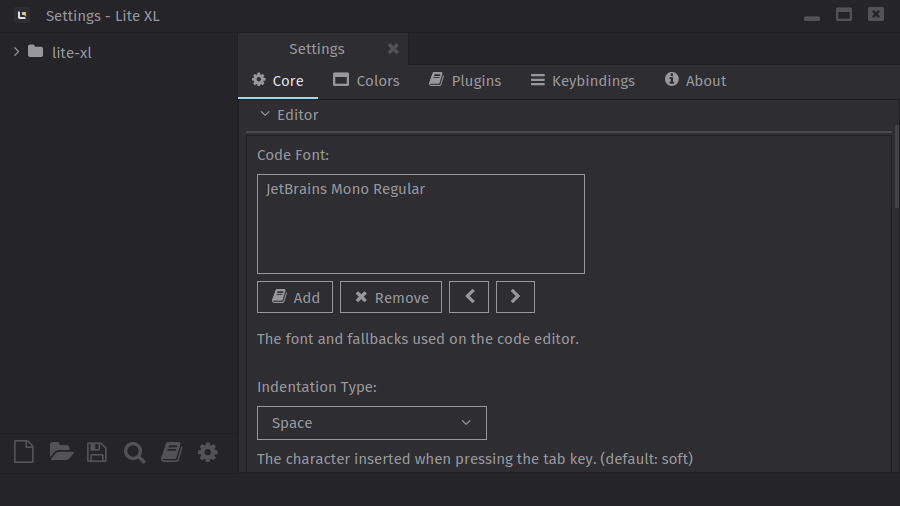 Settings - Lite XL
lite-xl
Settings
Core Colors Plugins Keybindings About
Editor
Code Font:
JetBrains Mono Regular
Add Remove
The font and fallbacks used on the code editor.
Indentation Type:
Space
The character inserted when pressing the tab key. (default: soft)